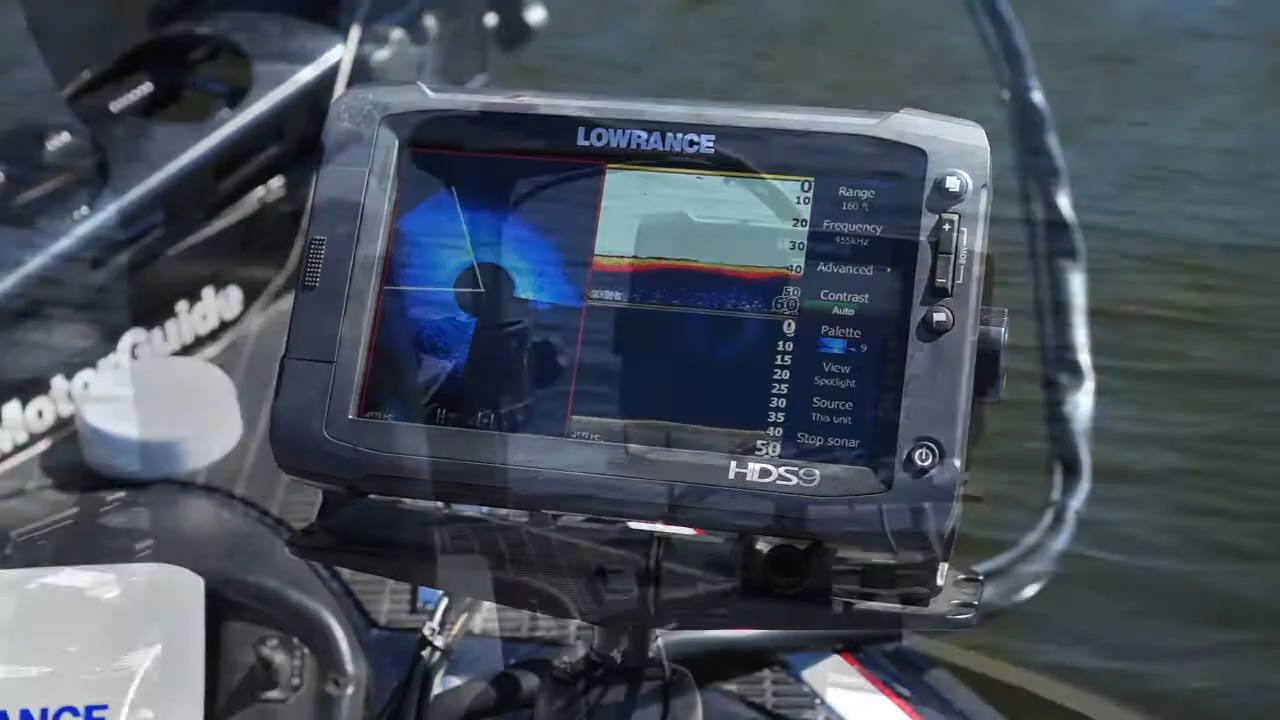 LOWRANCE
MotorGuide
0
10
20
30
40
50
60
0
10
15
20
25
30
35
40
50
Range
160 ft
Frequency
455kHz
Advanced
Contrast
Auto
Palette
9
View
Spotlight
Source
This unit
Stop sonar
HDS9
ANCE